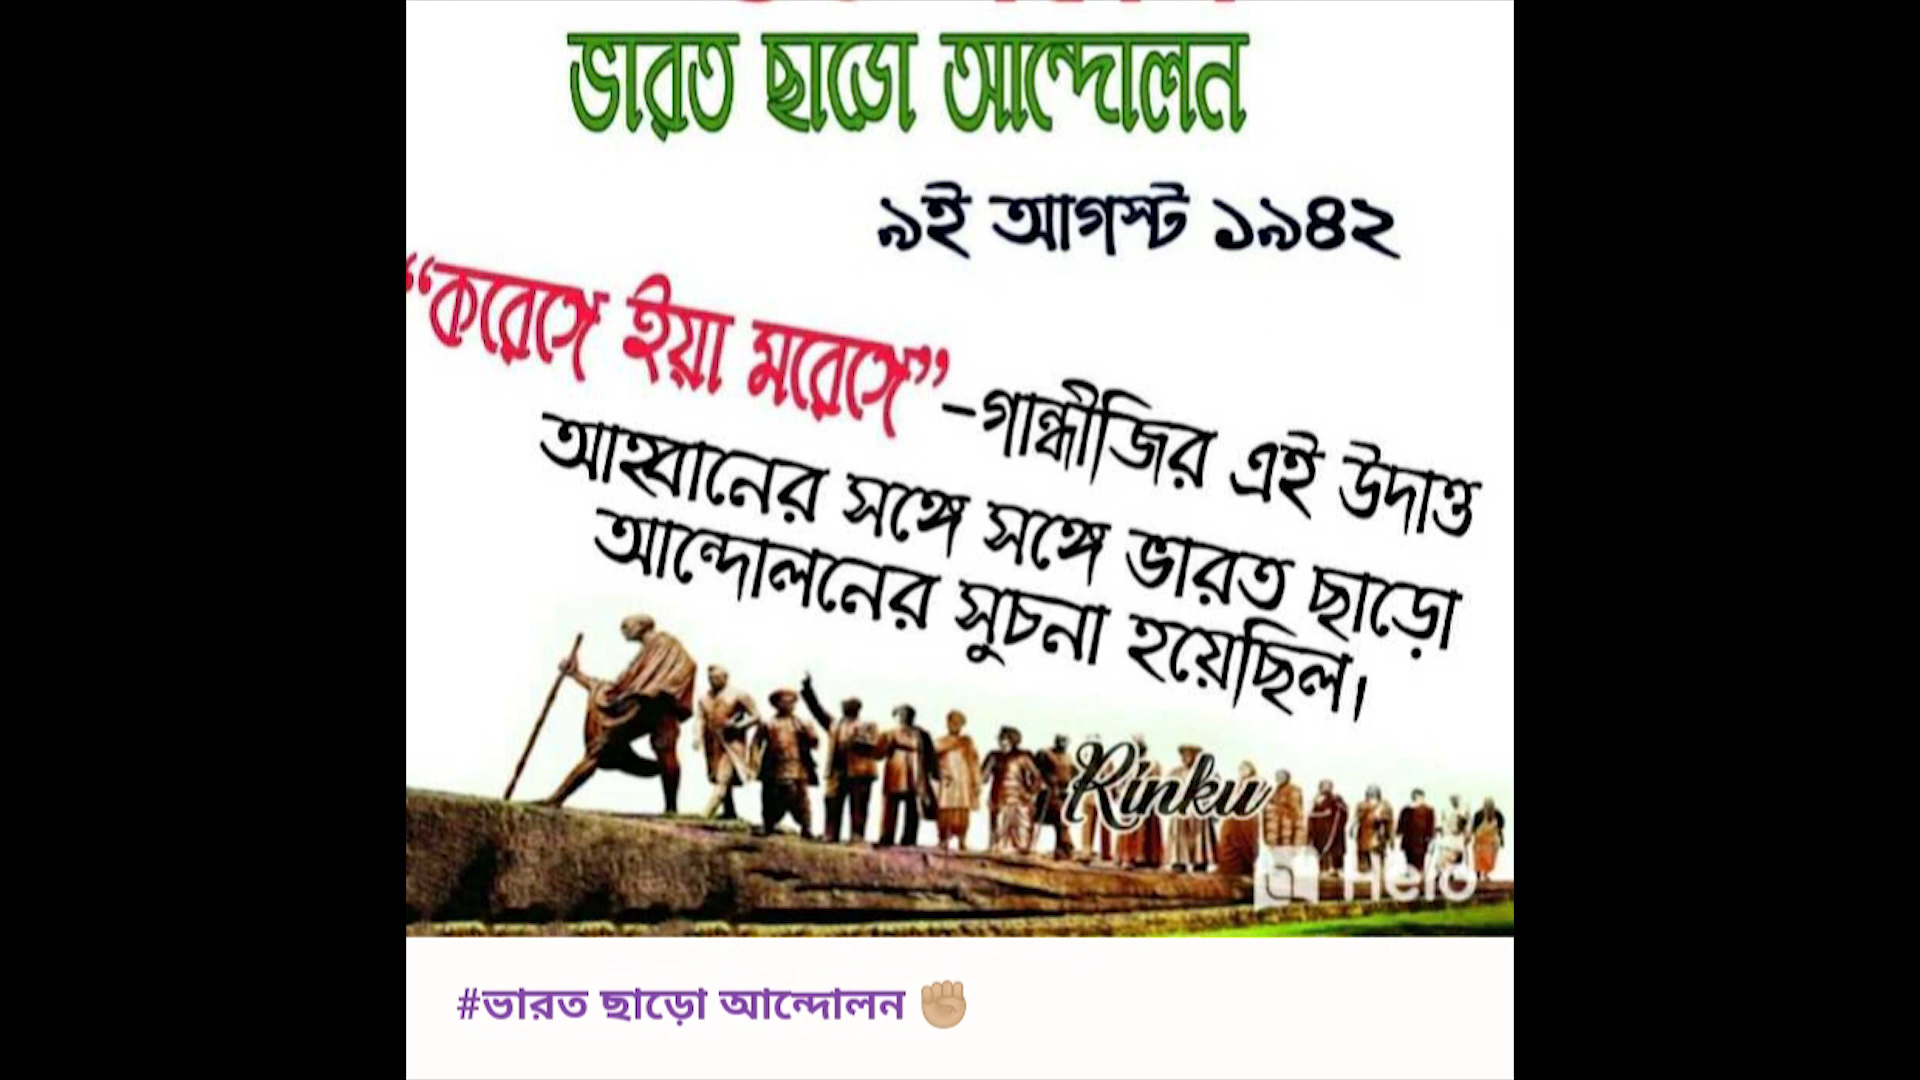 ভারত ছাড়ো আন্দোলন
৯ই আগস্ট ১৯৪২
“করেঙ্গে ইয়া মরেঙ্গে”-গান্ধীজির এই উদাত্ত
আহ্বানের সঙ্গে সঙ্গে ভারত ছাড়ো
আন্দোলনের সুচনা হয়েছিল।
Rinku
Helo
#ভারত ছাড়ো আন্দোলন ✊🏼